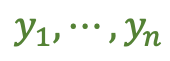 y₁, ⋯ , yₙ